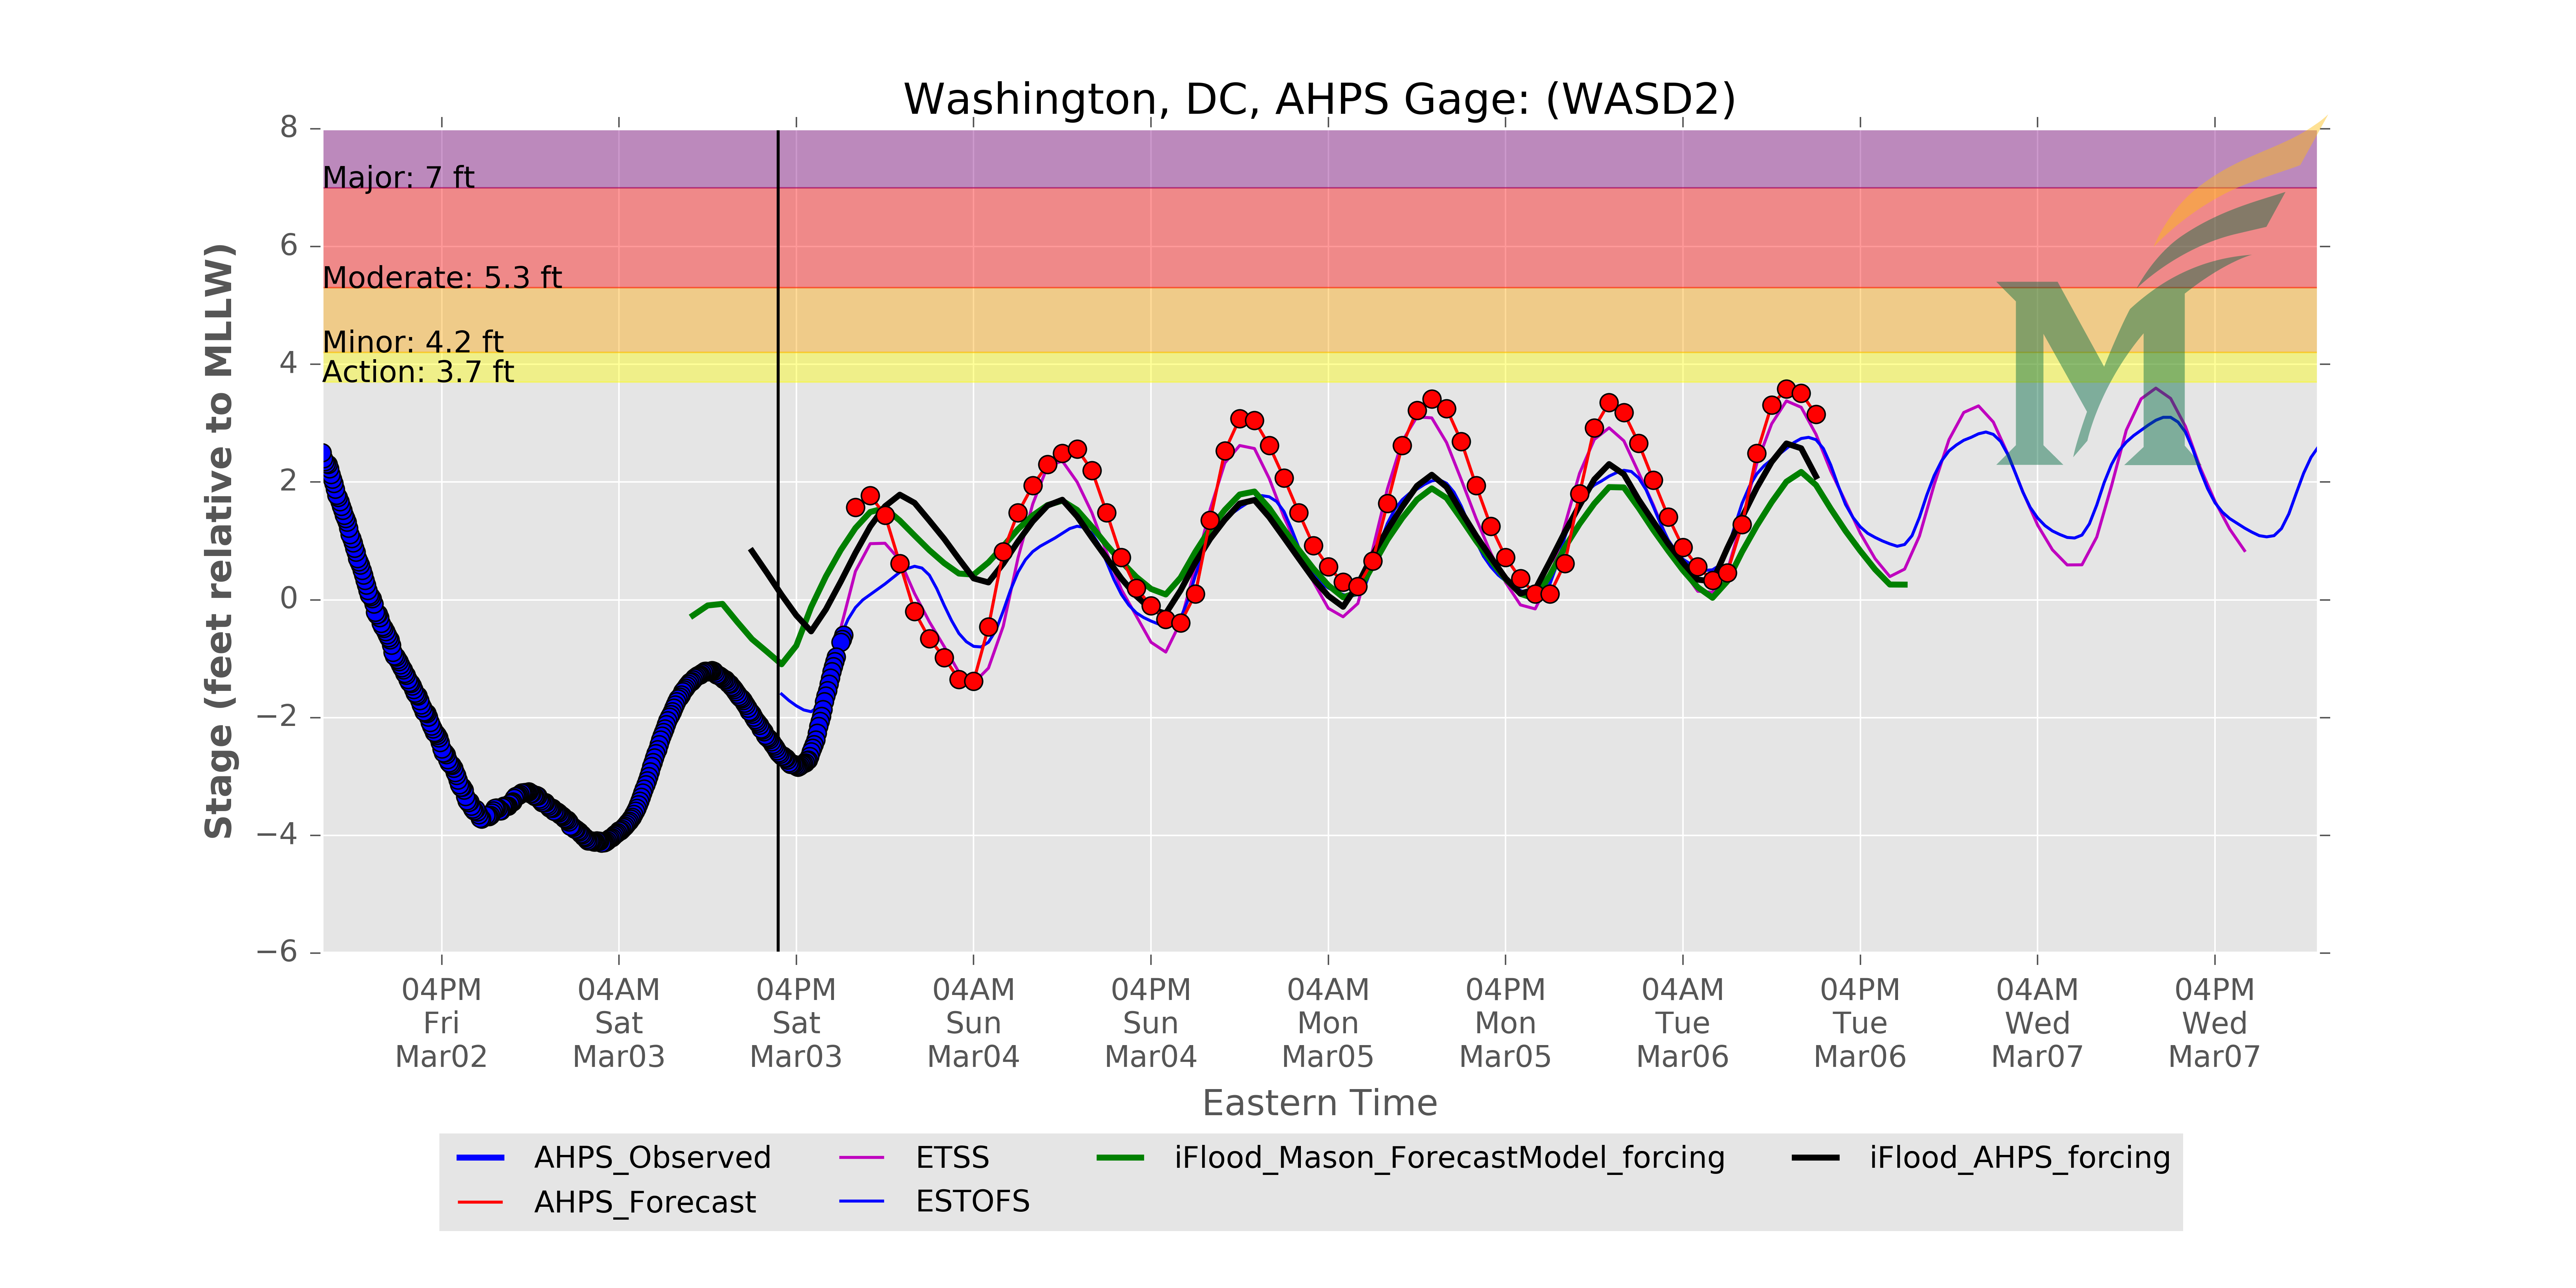 Washington, DC, AHPS Gage: (WASD2)
8
6
4
2
0
−2
−4
−6
Stage (feet relative to MLLW)
Major: 7 ft
Moderate: 5.3 ft
Minor: 4.2 ft
Action: 3.7 ft
M
04PM 04AM 04PM 04AM 04PM 04AM 04PM 04AM 04PM 04AM 04PM
Fri Sat Sat Sun Sun Mon Mon Tue Tue Wed Wed
Mar02 Mar03 Mar03 Mar04 Mar04 Mar05 Mar05 Mar06 Mar06 Mar07 Mar07
Eastern Time
AHPS_Observed ETSS iFlood_Mason_ForecastModel_forcing iFlood_AHPS_forcing
AHPS_Forecast ESTOFS